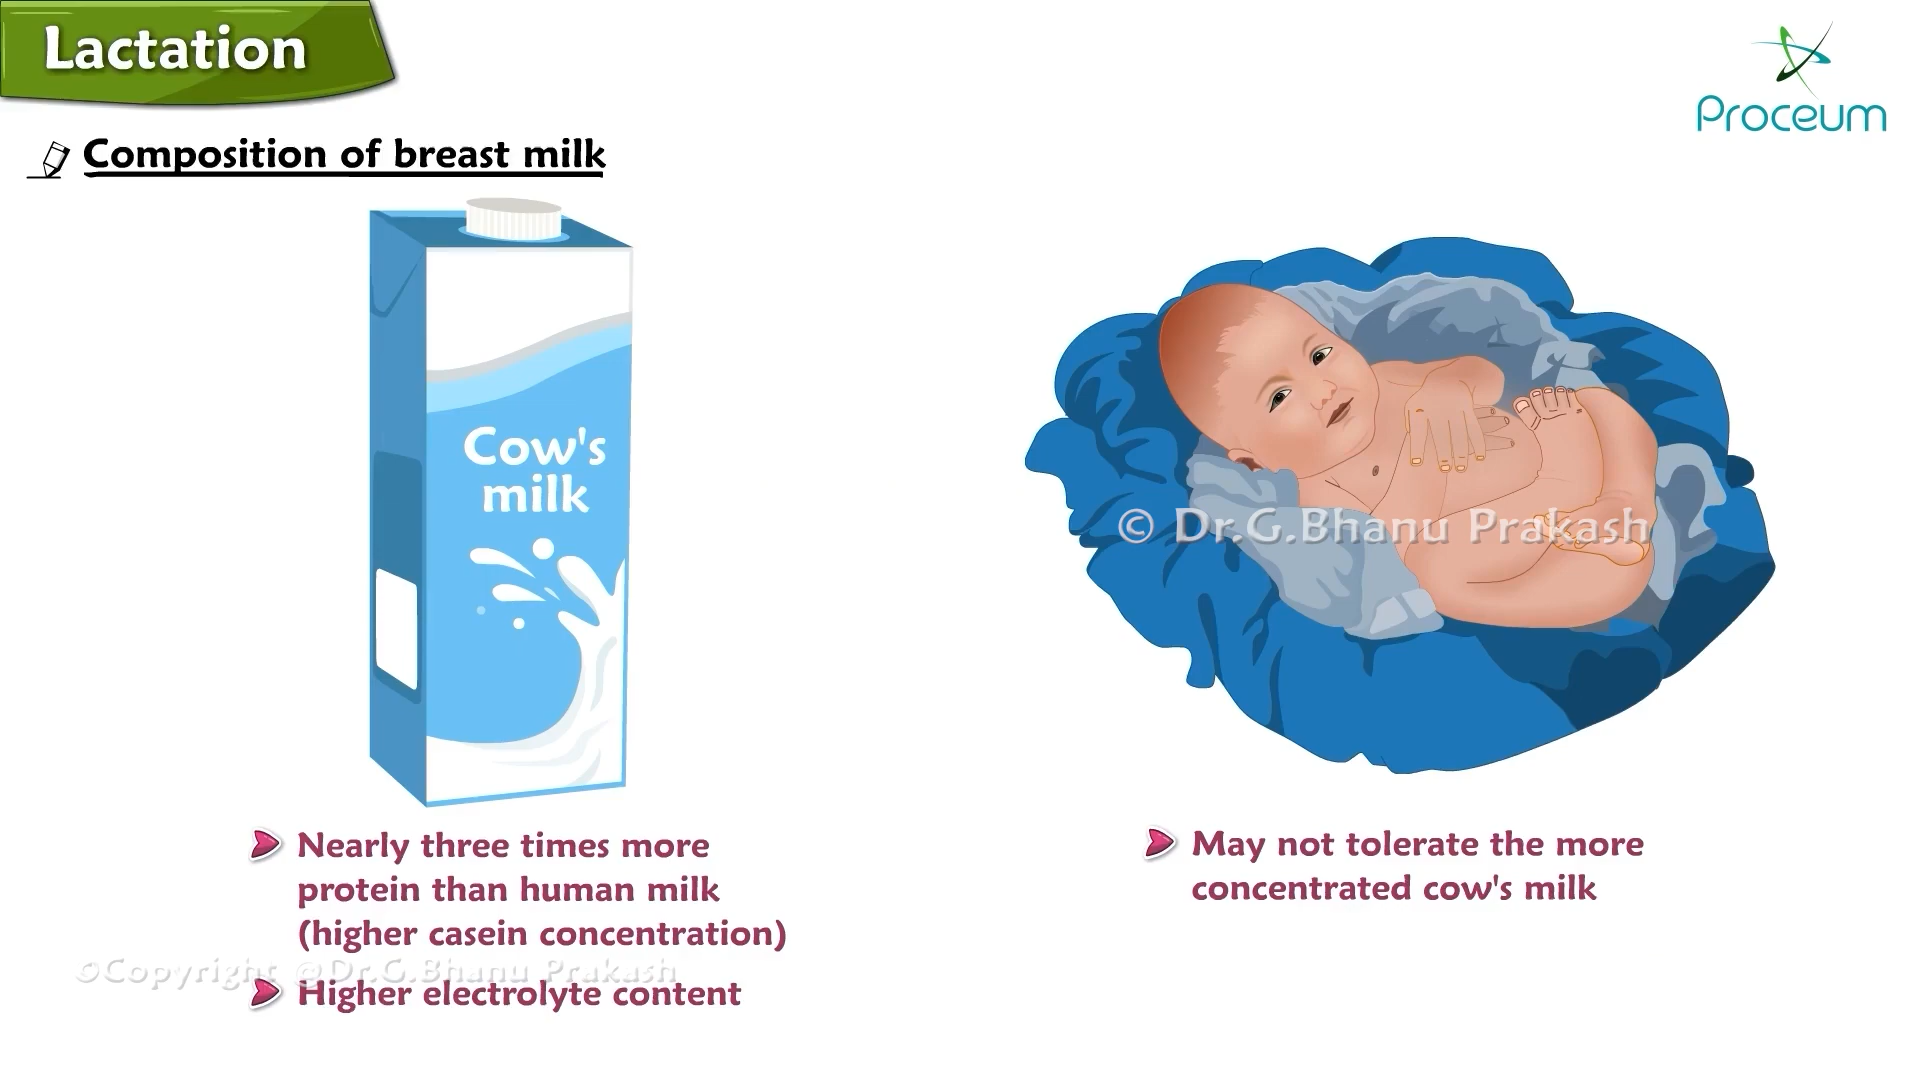 Lactation
Proceum
Composition of breast milk
Cow's
milk
© Dr.G.Bhanu Prakash
Nearly three times more
protein than human milk
(higher casein concentration)
Higher electrolyte content
May not tolerate the more
concentrated cow's milk
©Copyright @Dr.G.Bhanu Prakash